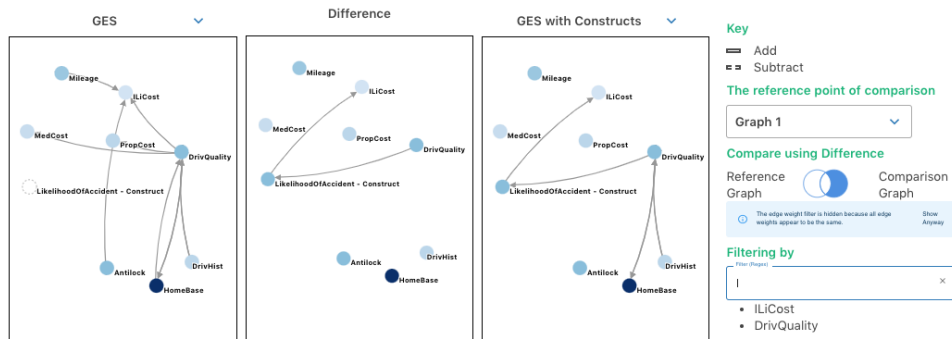 GES
Difference
GES with Constructs
Mileage
ILiCost
MedCost
PropCost
DrivQuality
LikelihoodOfAccident - Construct
Antilock
DrivHist
HomeBase
Mileage
ILiCost
MedCost
PropCost
DrivQuality
LikelihoodOfAccident - Construct
Antilock
DrivHist
HomeBase
Mileage
ILiCost
MedCost
PropCost
DrivQuality
LikelihoodOfAccident - Construct
Antilock
DrivHist
HomeBase
Key
Add
Subtract
The reference point of comparison
Graph 1
Compare using Difference
Reference Graph
Comparison Graph
The edge weight filter is hidden because all edge
weights appear to be the same.
Show
Anyway
Filtering by
Filter (Regex)
ILiCost
DrivQuality